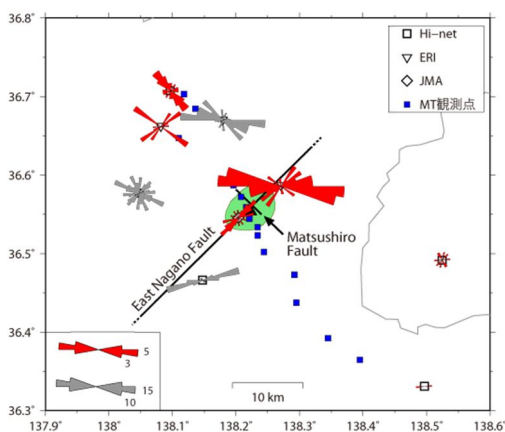 36.8°
36.7°
36.6°
36.5°
36.4°
36.3°
Hi-net
ERI
JMA
MT観測点
East Nagano Fault
Matsushiro
Fault
5
3
15
10
10 km
137.9°
138°
138.1°
138.2°
138.3°
138.4°
138.5°
138.6°